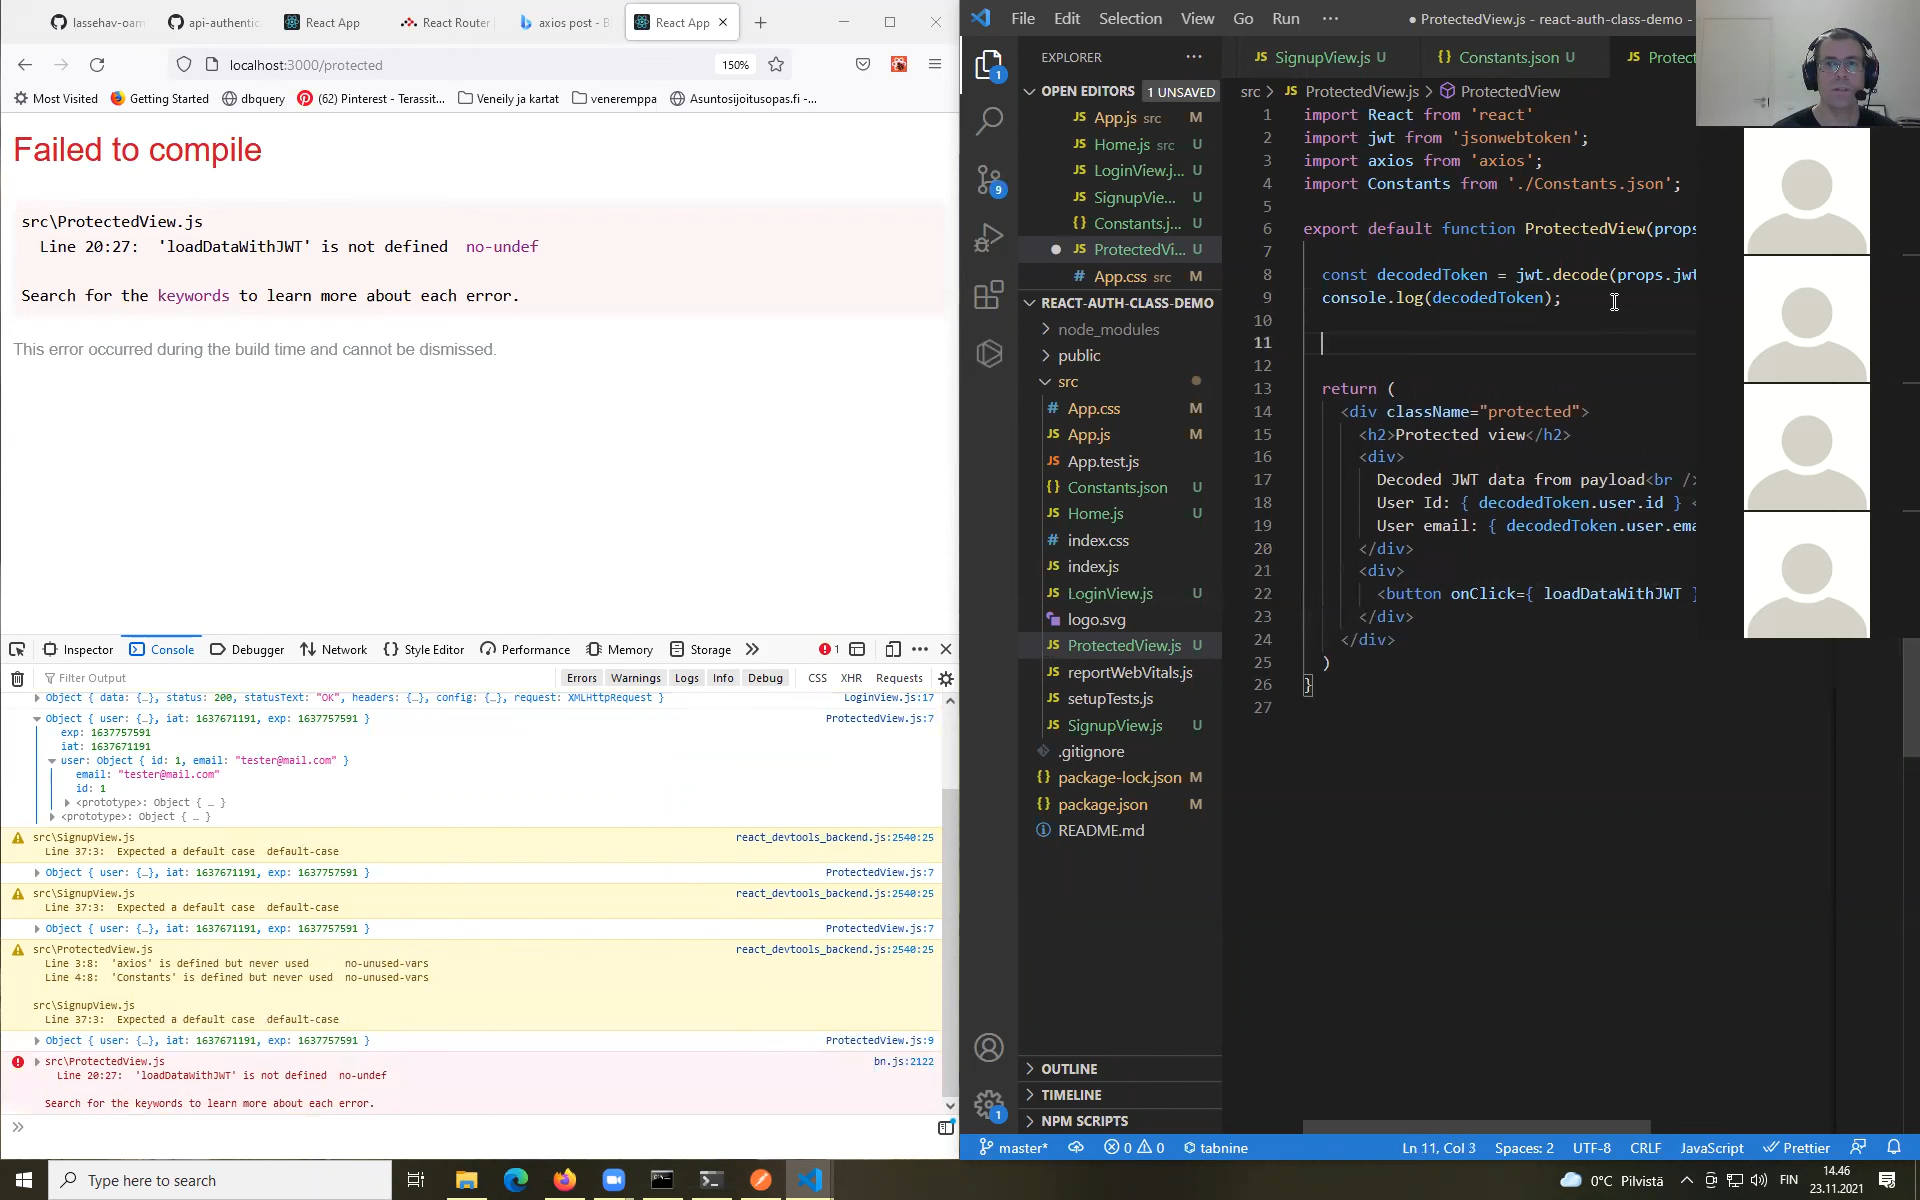 lassehav-oam
api-authentic
React App
React Router
axios post - B
React App
localhost:3000/protected
150%
Most Visited
Getting Started
dbquery
(62) Pinterest - Terassit...
Veneily ja kartat
veneremppa
Asuntosijoitusopas.fi -...
Failed to compile
src\ProtectedView.js
Line 20:27:  'loadDataWithJWT' is not defined  no-undef
Search for the keywords to learn more about each error.
This error occurred during the build time and cannot be dismissed.
Inspector
Console
Debugger
Network
Style Editor
Performance
Memory
Storage
1
Filter Output
Errors
Warnings
Logs
Info
Debug
CSS
XHR
Requests
Object { data: {…}, status: 200, statusText: "OK", headers: {…}, config: {…}, request: XMLHttpRequest }
LoginView.js:17
Object { user: {…}, iat: 1637671191, exp: 1637757591 }
ProtectedView.js:7
exp: 1637757591
iat: 1637671191
user: Object { id: 1, email: "tester@mail.com" }
email: "tester@mail.com"
id: 1
<prototype>: Object { … }
<prototype>: Object { … }
src\SignupView.js
react_devtools_backend.js:2540:25
Line 37:3:  Expected a default case  default-case
Object { user: {…}, iat: 1637671191, exp: 1637757591 }
ProtectedView.js:7
src\SignupView.js
react_devtools_backend.js:2540:25
Line 37:3:  Expected a default case  default-case
Object { user: {…}, iat: 1637671191, exp: 1637757591 }
ProtectedView.js:7
src\ProtectedView.js
react_devtools_backend.js:2540:25
Line 3:8:  'axios' is defined but never used      no-unused-vars
Line 4:8:  'Constants' is defined but never used  no-unused-vars
src\SignupView.js
Line 37:3:  Expected a default case  default-case
Object { user: {…}, iat: 1637671191, exp: 1637757591 }
ProtectedView.js:9
src\ProtectedView.js
bn.js:2122
Line 20:27:  'loadDataWithJWT' is not defined  no-undef
Search for the keywords to learn more about each error.
File
Edit
Selection
View
Go
Run
● ProtectedView.js - react-auth-class-demo -
EXPLORER
OPEN EDITORS
1 UNSAVED
App.js src M
Home.js src U
LoginView.j... U
SignupVie... U
Constants.j... U
ProtectedVi... U
App.css src M
REACT-AUTH-CLASS-DEMO
node_modules
public
src
App.css M
App.js M
App.test.js
Constants.json U
Home.js U
index.css
index.js
LoginView.js U
logo.svg
ProtectedView.js U
reportWebVitals.js
setupTests.js
SignupView.js U
.gitignore
package-lock.json M
package.json M
README.md
OUTLINE
TIMELINE
NPM SCRIPTS
1
9
1
SignupView.js U
Constants.json U
Protect
src > ProtectedView.js > ProtectedView
1 import React from 'react'
2 import jwt from 'jsonwebtoken';
3 import axios from 'axios';
4 import Constants from './Constants.json';
5
6 export default function ProtectedView(props
7
8 const decodedToken = jwt.decode(props.jwt
9 console.log(decodedToken);
10
11
12
13 return (
14 <div className="protected">
15 <h2>Protected view</h2>
16 <div>
17 Decoded JWT data from payload<br />
18 User Id: { decodedToken.user.id } <
19 User email: { decodedToken.user.ema
20 </div>
21 <div>
22 <button onClick={ loadDataWithJWT }
23 </div>
24 </div>
25 )
26 }
27
master*
0
0
tabnine
Ln 11, Col 3
Spaces: 2
UTF-8
CRLF
JavaScript
Prettier
Type here to search
0°C Pilvistä
FIN
14.46
23.11.2021